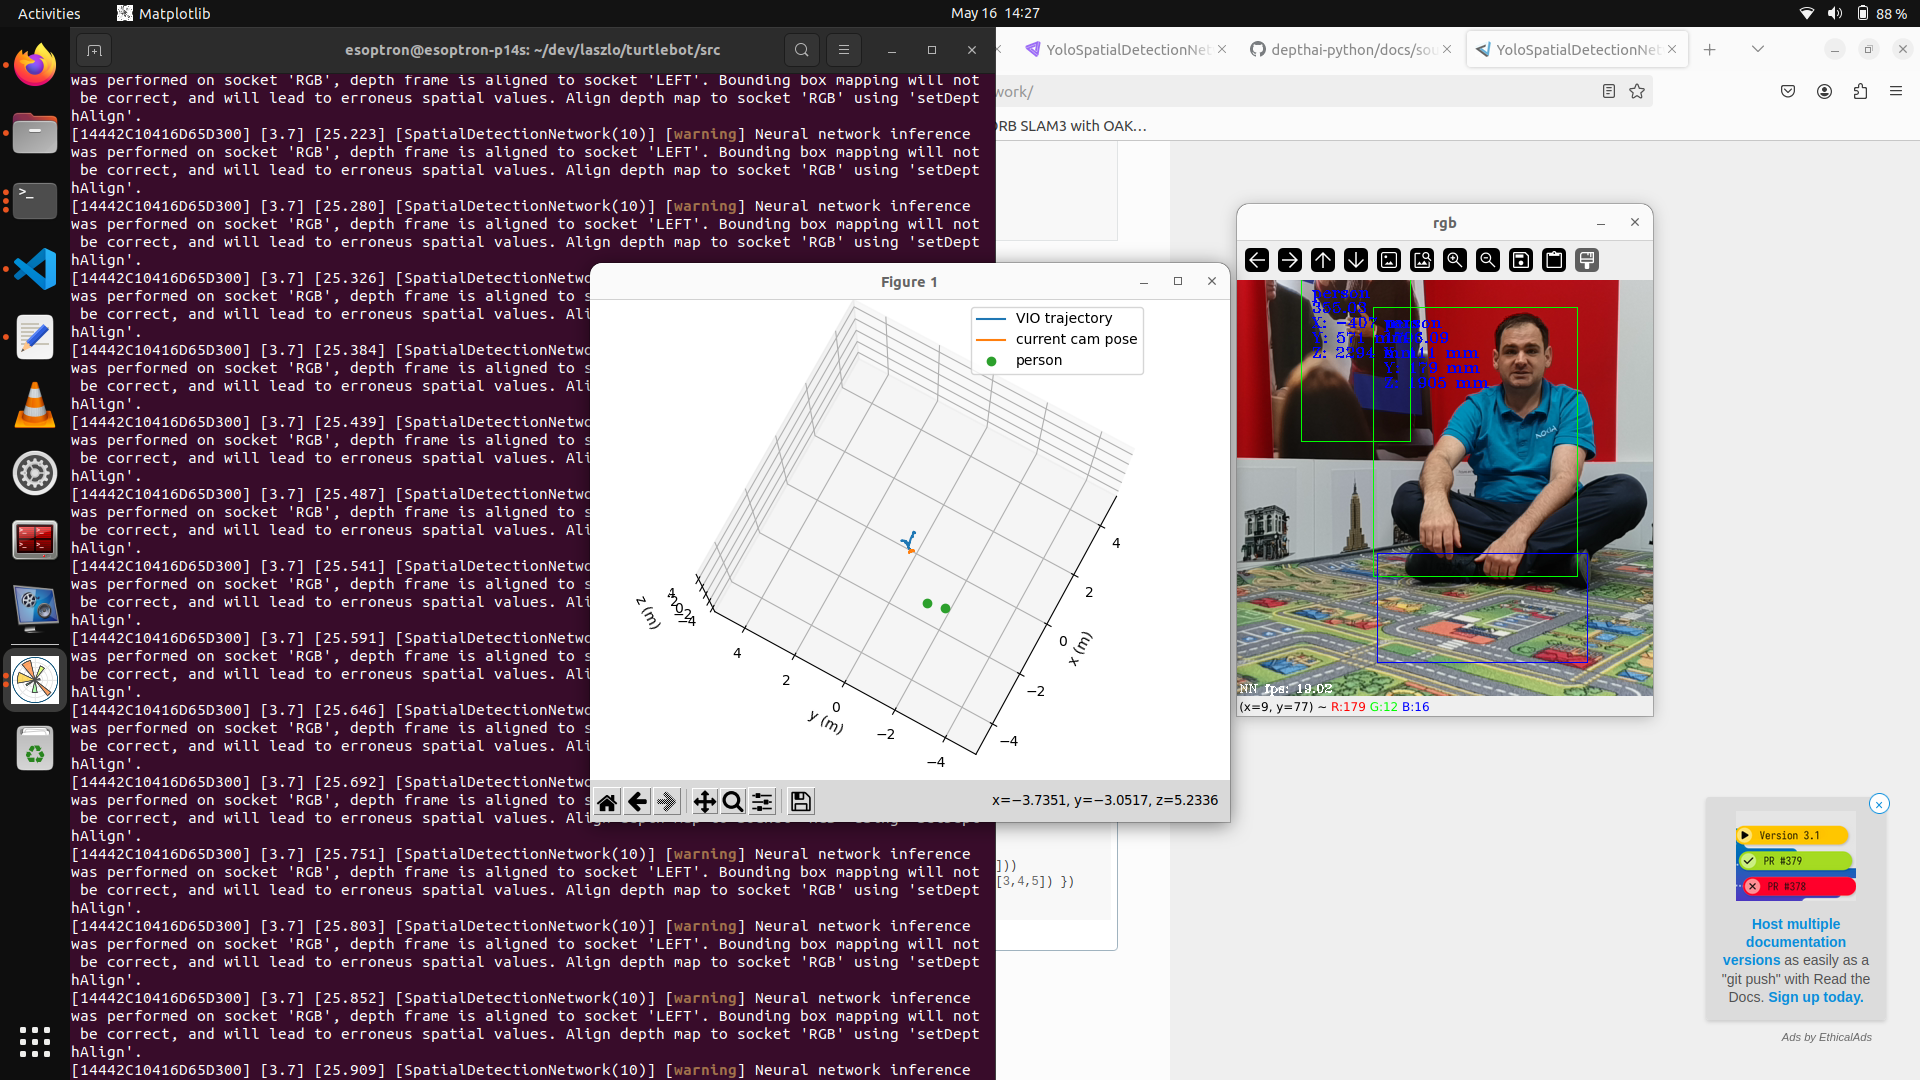 Activities
Matplotlib
May 16  14:27
88 %
esoptron@esoptron-p14s: ~/dev/laszlo/turtlebot/src
was performed on socket 'RGB', depth frame is aligned to socket 'LEFT'. Bounding box mapping will not
be correct, and will lead to erroneus spatial values. Align depth map to socket 'RGB' using 'setDept
hAlign'.
[14442C10416D65D300] [3.7] [25.223] [SpatialDetectionNetwork(10)] [warning] Neural network inference
was performed on socket 'RGB', depth frame is aligned to socket 'LEFT'. Bounding box mapping will not
be correct, and will lead to erroneus spatial values. Align depth map to socket 'RGB' using 'setDept
hAlign'.
[14442C10416D65D300] [3.7] [25.280] [SpatialDetectionNetwork(10)] [warning] Neural network inference
was performed on socket 'RGB', depth frame is aligned to socket 'LEFT'. Bounding box mapping will not
be correct, and will lead to erroneus spatial values. Align depth map to socket 'RGB' using 'setDept
hAlign'.
[14442C10416D65D300] [3.7] [25.326] [SpatialDetectionNetwo
was performed on socket 'RGB', depth frame is aligned to s
be correct, and will lead to erroneus spatial values. Ali
hAlign'.
[14442C10416D65D300] [3.7] [25.384] [SpatialDetectionNetwo
was performed on socket 'RGB', depth frame is aligned to s
be correct, and will lead to erroneus spatial values. Ali
hAlign'.
[14442C10416D65D300] [3.7] [25.439] [SpatialDetectionNetwo
was performed on socket 'RGB', depth frame is aligned to s
be correct, and will lead to erroneus spatial values. Ali
hAlign'.
[14442C10416D65D300] [3.7] [25.487] [SpatialDetectionNetwo
was performed on socket 'RGB', depth frame is aligned to s
be correct, and will lead to erroneus spatial values. Ali
hAlign'.
[14442C10416D65D300] [3.7] [25.541] [SpatialDetectionNetwo
was performed on socket 'RGB', depth frame is aligned to s
be correct, and will lead to erroneus spatial values. Ali
hAlign'.
[14442C10416D65D300] [3.7] [25.591] [SpatialDetectionNetwo
was performed on socket 'RGB', depth frame is aligned to s
be correct, and will lead to erroneus spatial values. Ali
hAlign'.
[14442C10416D65D300] [3.7] [25.646] [SpatialDetectionNetwo
was performed on socket 'RGB', depth frame is aligned to s
be correct, and will lead to erroneus spatial values. Ali
hAlign'.
[14442C10416D65D300] [3.7] [25.692] [SpatialDetectionNetwo
was performed on socket 'RGB', depth frame is aligned to s
be correct, and will lead to erroneus spatial values.
hAlign'.
[14442C10416D65D300] [3.7] [25.751] [SpatialDetectionNetwork(10)] [warning] Neural network inference
was performed on socket 'RGB', depth frame is aligned to socket 'LEFT'. Bounding box mapping will not
be correct, and will lead to erroneus spatial values. Align depth map to socket 'RGB' using 'setDept
hAlign'.
[14442C10416D65D300] [3.7] [25.803] [SpatialDetectionNetwork(10)] [warning] Neural network inference
was performed on socket 'RGB', depth frame is aligned to socket 'LEFT'. Bounding box mapping will not
be correct, and will lead to erroneus spatial values. Align depth map to socket 'RGB' using 'setDept
hAlign'.
[14442C10416D65D300] [3.7] [25.852] [SpatialDetectionNetwork(10)] [warning] Neural network inference
was performed on socket 'RGB', depth frame is aligned to socket 'LEFT'. Bounding box mapping will not
be correct, and will lead to erroneus spatial values. Align depth map to socket 'RGB' using 'setDept
hAlign'.
[14442C10416D65D300] [3.7] [25.909] [SpatialDetectionNetwork(10)] [warning] Neural network inference
YoloSpatialDetectionNet
depthai-python/docs/sou
YoloSpatialDetectionNet
work/
ORB SLAM3 with OAK…
Figure 1
VIO trajectory
current cam pose
person
4
2
0
−2
−4
z (m)
4
2
0
−2
−4
y (m)
4
2
0
−2
−4
x (m)
x=−3.7351, y=−3.0517, z=5.2336
rgb
person
X: -407
person
Y: 571 mm
Z:
NOKIA
NN fps: 19.02
(x=9, y=77) ~ R:179 G:12 B:16
]))
[3,4,5]) })
Version 3.1
PR #379
PR #378
Host multiple
documentation
versions as easily as a
"git push" with Read the
Docs. Sign up today.
Ads by EthicalAds